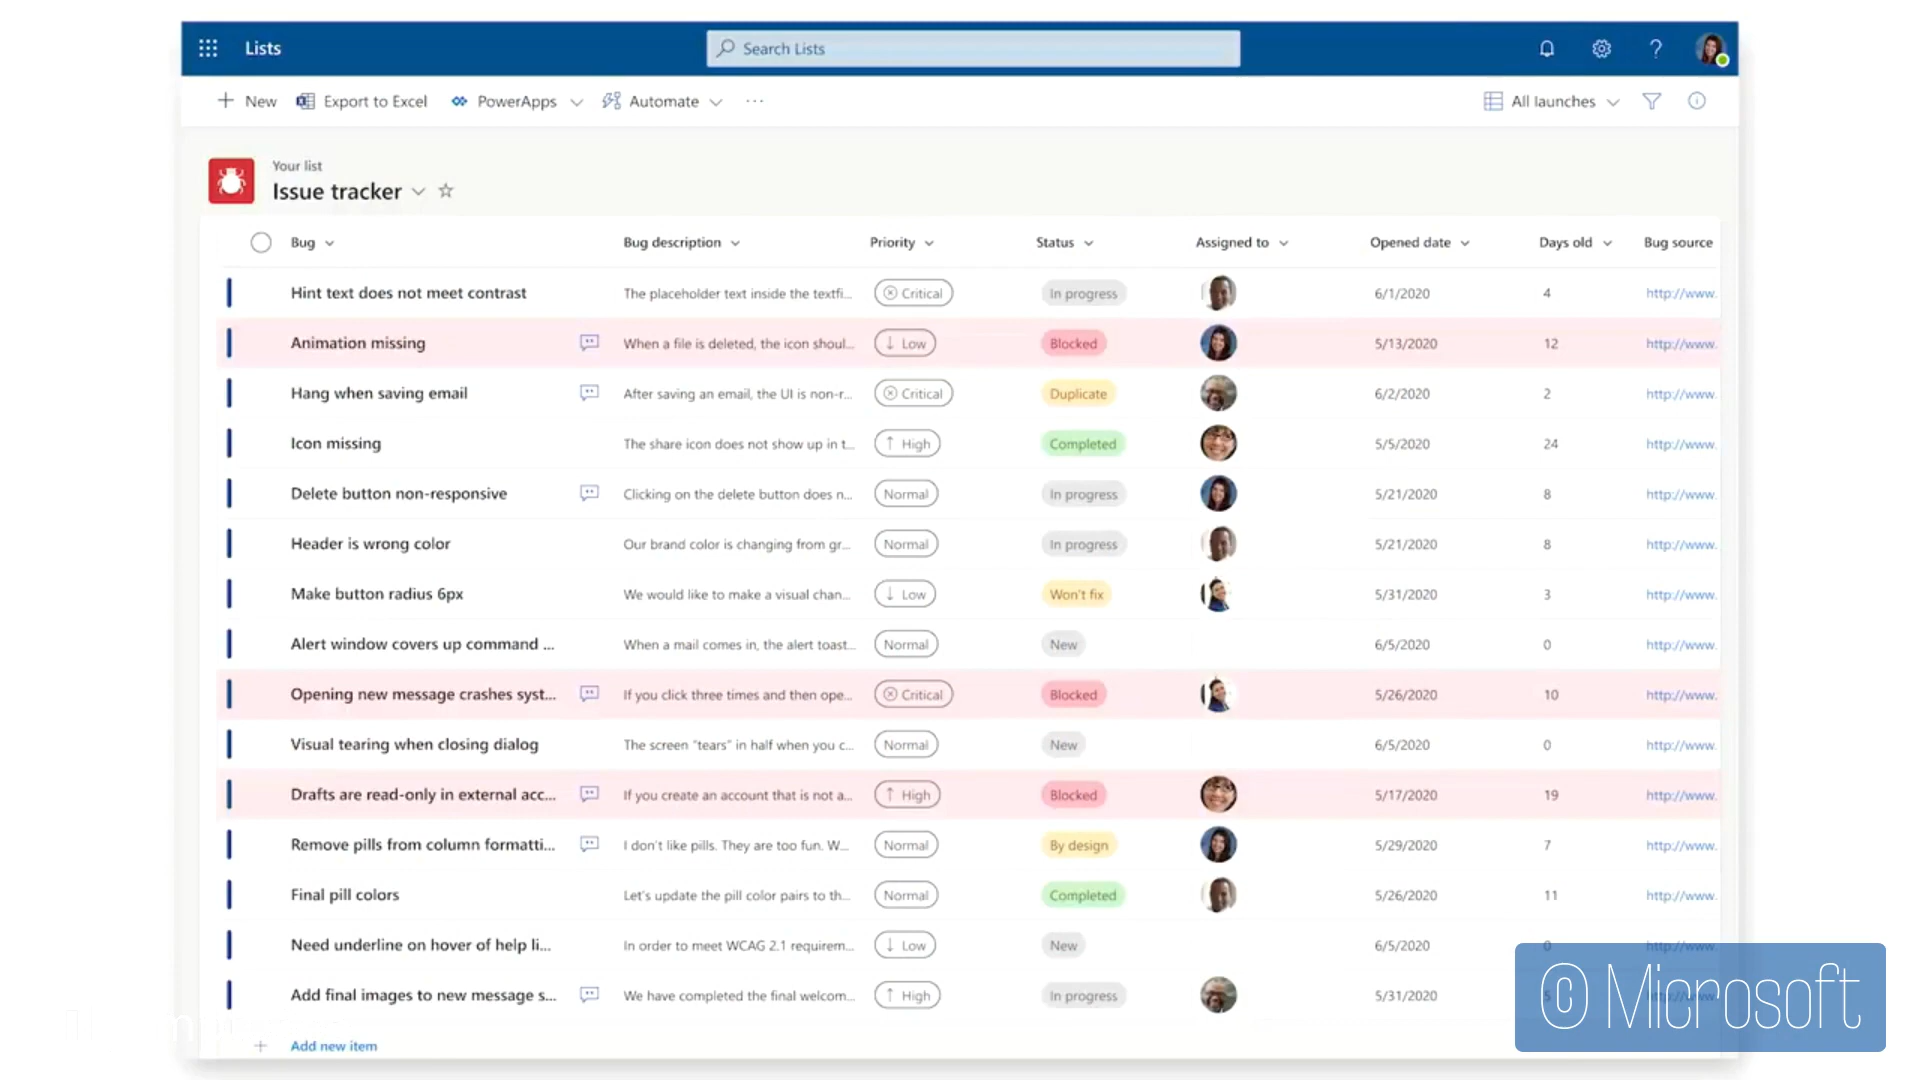 Lists
Search Lists
New Export to Excel PowerApps Automate ... All launches
Your list
Issue tracker
Bug Bug description Priority Status Assigned to Opened date Days old Bug source
Hint text does not meet contrast The placeholder text inside the textfi... Critical In progress 6/1/2020 4 http://www.
Animation missing When a file is deleted, the icon shoul... Low Blocked 5/13/2020 12 http://www.
Hang when saving email After saving an email, the UI is non-r... Critical Duplicate 6/2/2020 2 http://www.
Icon missing The share icon does not show up in t... High Completed 5/5/2020 24 http://www.
Delete button non-responsive Clicking on the delete button does n... Normal In progress 5/21/2020 8 http://www.
Header is wrong color Our brand color is changing from gr... Normal In progress 5/21/2020 8 http://www.
Make button radius 6px We would like to make a visual chan... Low Won't fix 5/31/2020 3 http://www.
Alert window covers up command ... When a mail comes in, the alert toast... Normal New 6/5/2020 0 http://www.
Opening new message crashes syst... If you click three times and then ope... Critical Blocked 5/26/2020 10 http://www.
Visual tearing when closing dialog The screen "tears" in half when you c... Normal New 6/5/2020 0 http://www.
Drafts are read-only in external acc... If you create an account that is not a... High Blocked 5/17/2020 19 http://www.
Remove pills from column formatti... I don't like pills. They are too fun. W... Normal By design 5/29/2020 7 http://www.
Final pill colors Let's update the pill color pairs to th... Normal Completed 5/26/2020 11 http://www.
Need underline on hover of help li... In order to meet WCAG 2.1 requirem... Low New 6/5/2020 0 http://www.
Add final images to new message s... We have completed the final welcom... High In progress 5/31/2020 5
© Microsoft
Add new item